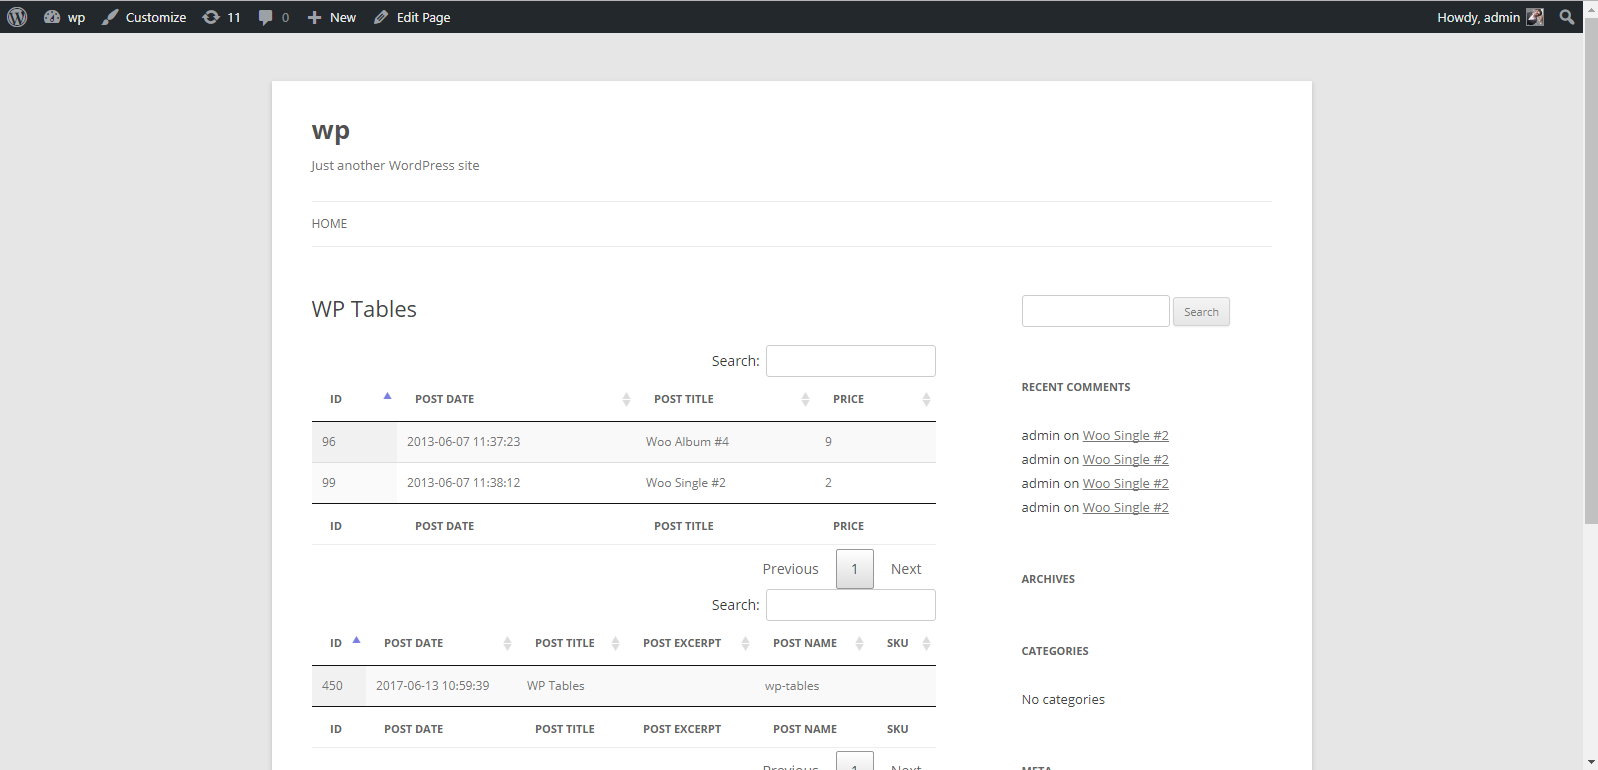 wp Customize 11 0 New Edit Page Howdy, admin
wp
Just another WordPress site
HOME
WP Tables
Search:
ID POST DATE POST TITLE PRICE
96 2013-06-07 11:37:23 Woo Album #4 9
99 2013-06-07 11:38:12 Woo Single #2 2
ID POST DATE POST TITLE PRICE
Previous 1 Next
Search:
ID POST DATE POST TITLE POST EXCERPT POST NAME SKU
450 2017-06-13 10:59:39 WP Tables wp-tables
ID POST DATE POST TITLE POST EXCERPT POST NAME SKU
Previous 1 Next
Search
RECENT COMMENTS
admin on Woo Single #2
admin on Woo Single #2
admin on Woo Single #2
admin on Woo Single #2
ARCHIVES
CATEGORIES
No categories
META